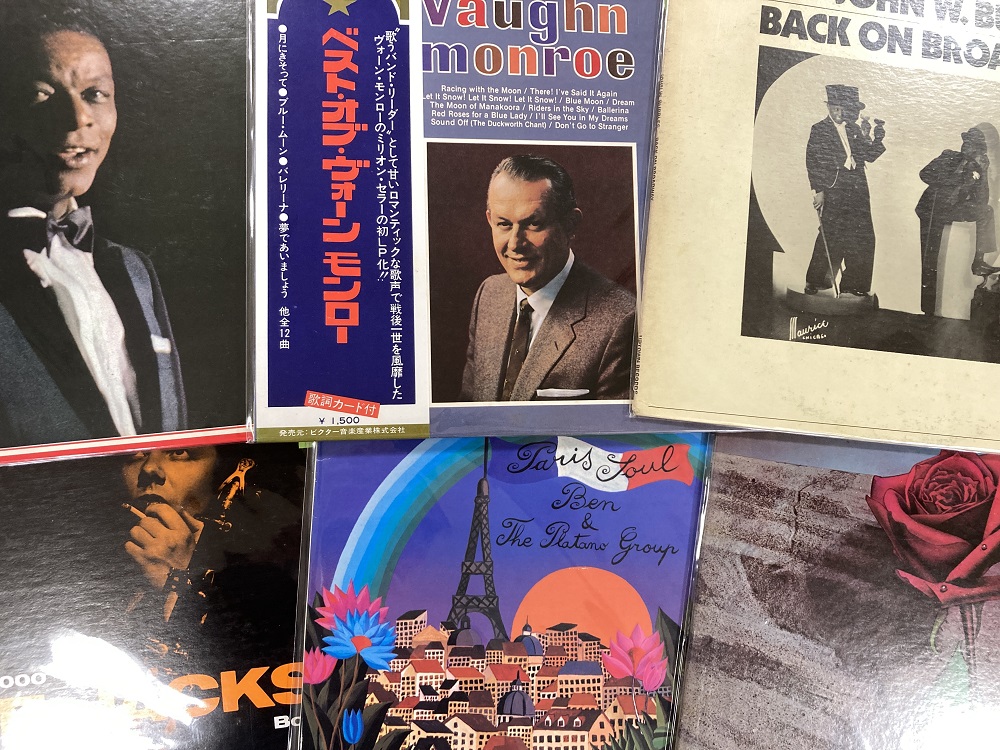 ベスト・オブ・ヴォーン・モンロー
“歌うバンド・リーダー”として甘いロマンティックな歌声で戦後一世を風靡した
ヴォーン・モンローのミリオン・セラーの初LP化!!
●月にきそって●ブルー・ムーン●バレリーナ●夢であいましょう 他全12曲
歌詞カード付
¥1,500
発売元:ビクター音楽産業株式会社
vaughn
monroe
Racing with the Moon / There! I've Said It Again
Let It Snow! Let It Snow! Let It Snow! / Blue Moon / Dream
The Moon of Manakoora / Riders in the Sky / Ballerina
Red Roses for a Blue Lady / I'll See You in My Dreams
Sound Off (The Duckworth Chant) / Don't Go to Stranger
JOHN W. BU
BACK ON BROA
Maurice
CHICAGO
Paris Soul
Ben
&
The Platano Group
000
CKS
Bo